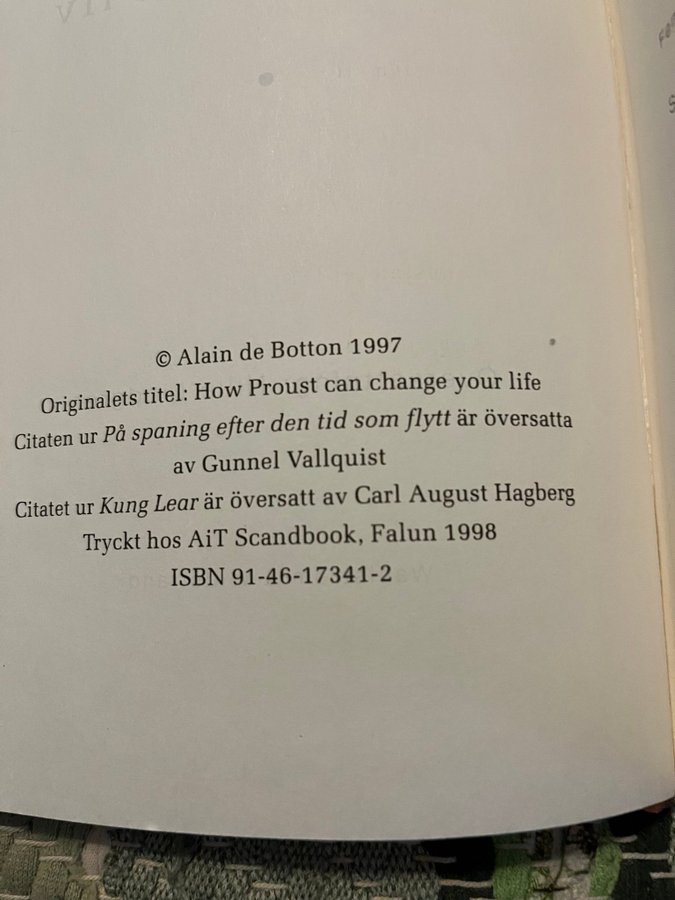 © Alain de Botton 1997
Originalets titel: How Proust can change your life
Citaten ur På spaning efter den tid som flytt är översatta
av Gunnel Vallquist
Citatet ur Kung Lear är översatt av Carl August Hagberg
Tryckt hos AiT Scandbook, Falun 1998
ISBN 91-46-17341-2